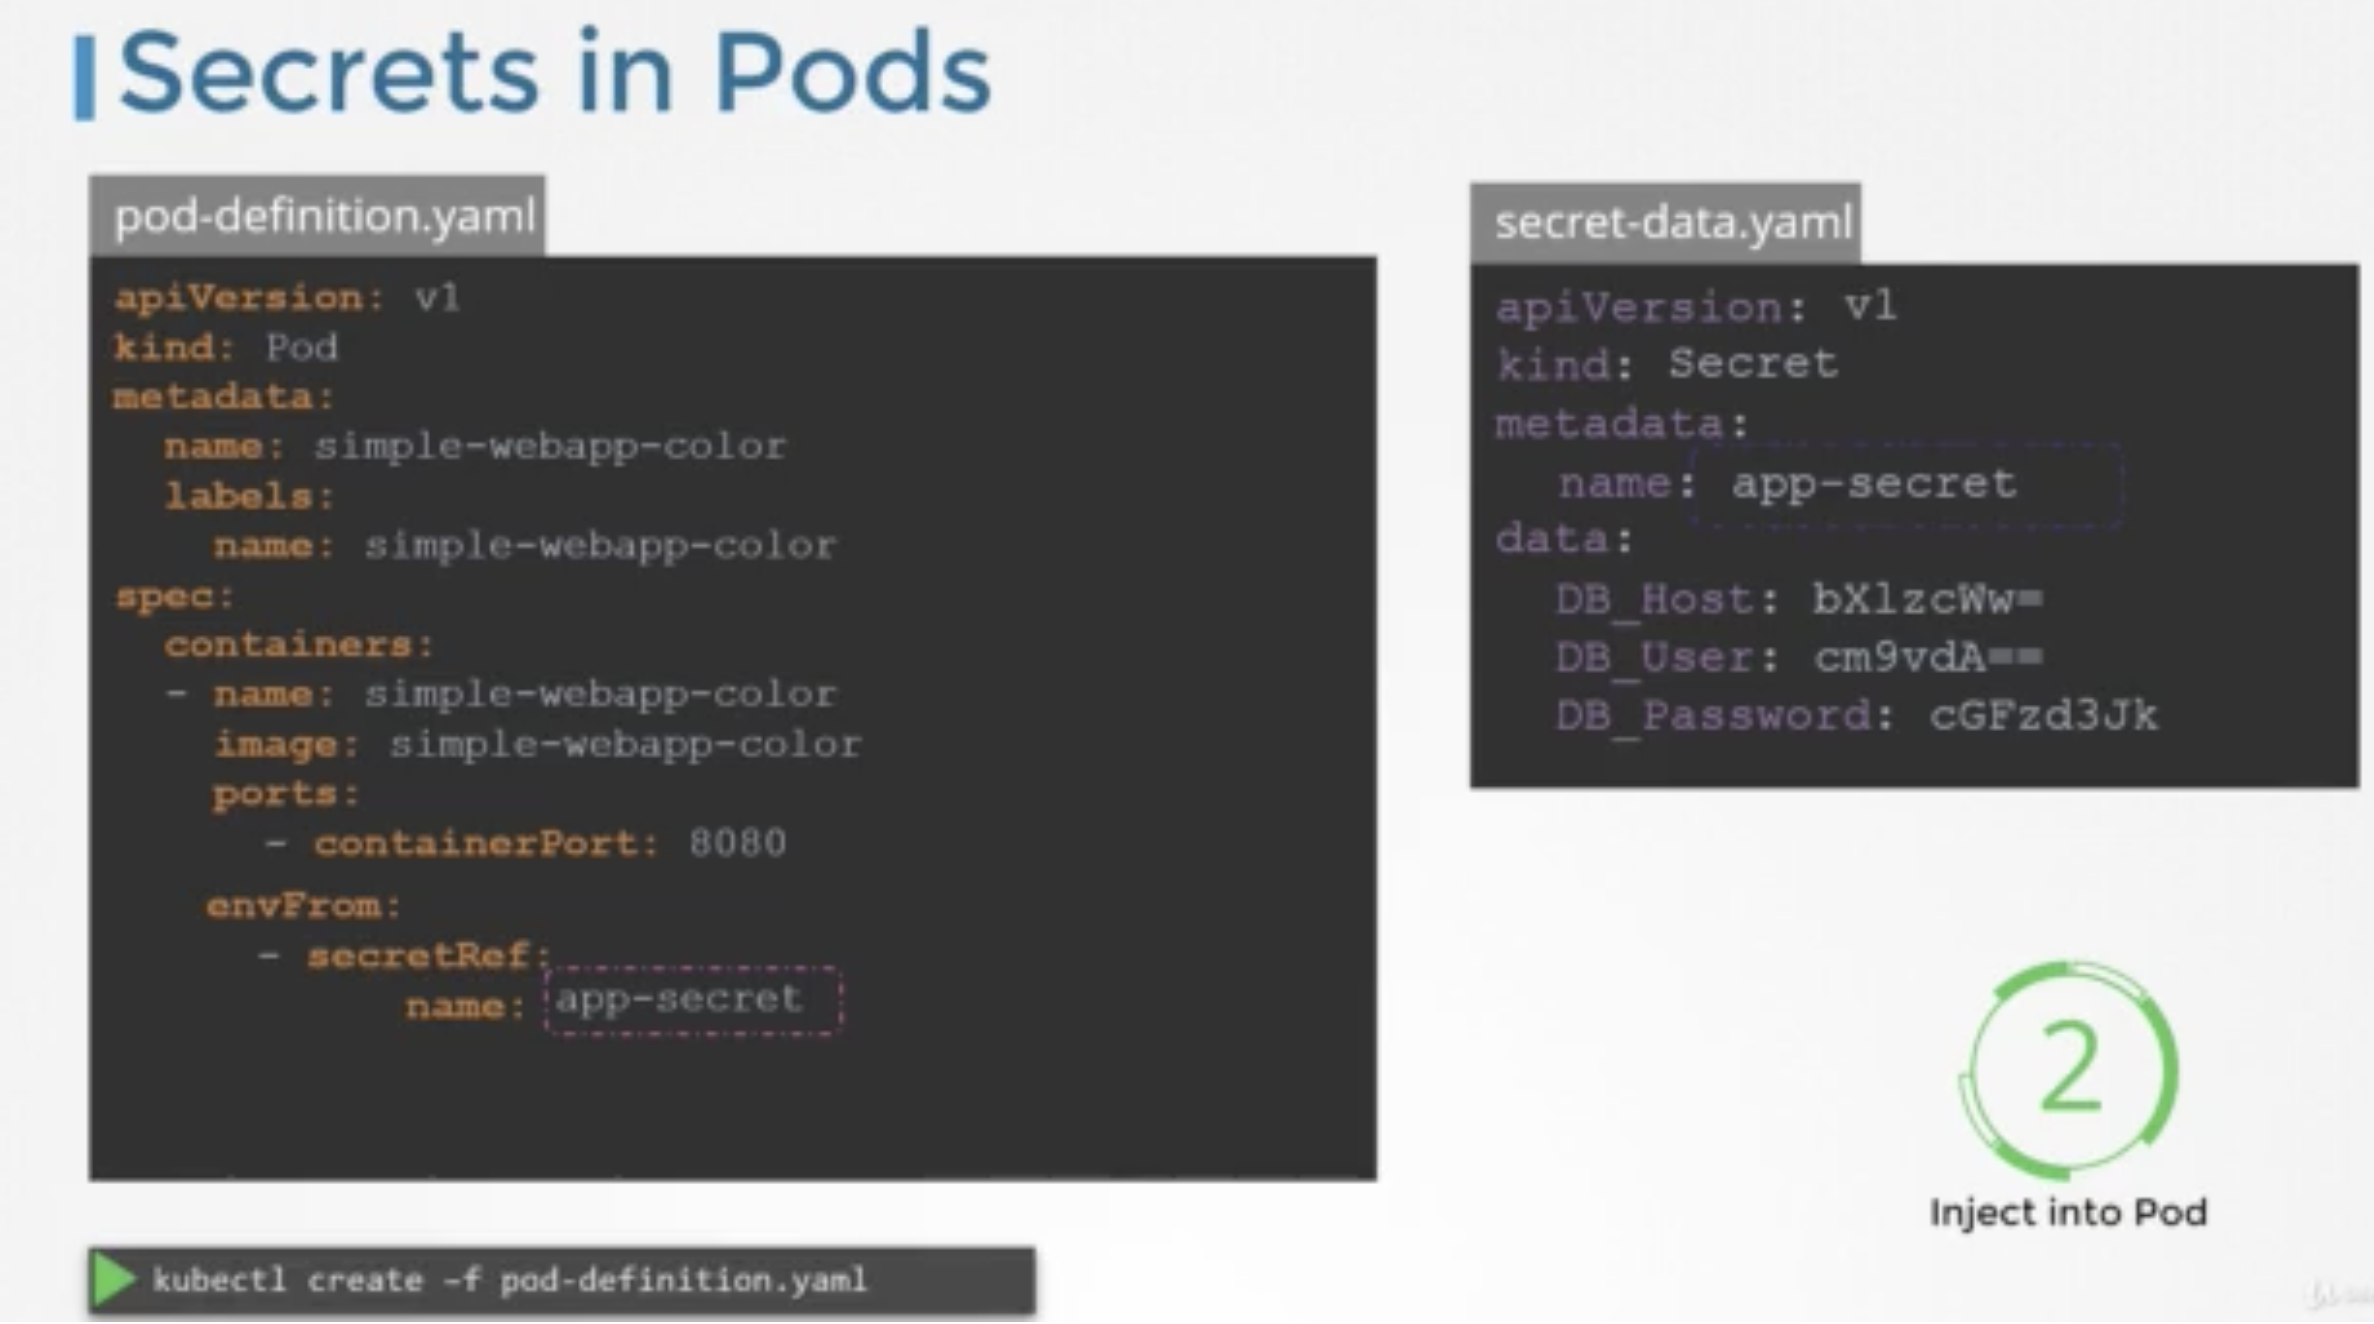 Secrets in Pods
pod-definition.yaml
apiVersion: v1
kind: Pod
metadata:
  name: simple-webapp-color
  labels:
    name: simple-webapp-color
spec:
  containers:
  - name: simple-webapp-color
    image: simple-webapp-color
    ports:
      - containerPort: 8080
    envFrom:
      - secretRef:
            name: app-secret
kubectl create -f pod-definition.yaml
secret-data.yaml
apiVersion: v1
kind: Secret
metadata:
  name: app-secret
data:
  DB_Host: bXlzcWw=
  DB_User: cm9vdA==
  DB_Password: cGFzd3Jk
2
Inject into Pod